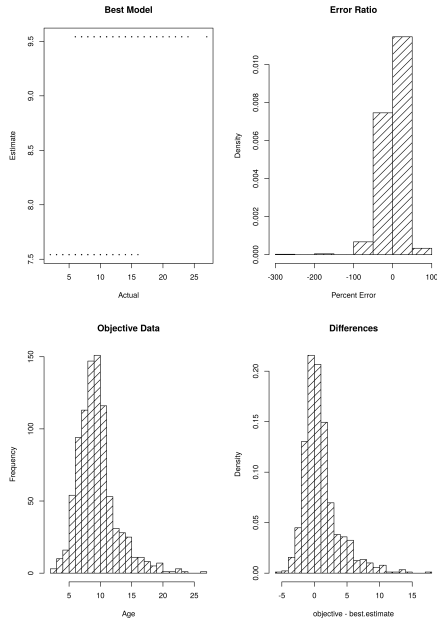 Best Model
Estimate
7.5 8.0 8.5 9.0 9.5
5 10 15 20 25
Actual
Error Ratio
Density
0.000 0.002 0.004 0.006 0.008 0.010
-300 -200 -100 0 100
Percent Error
Objective Data
Frequency
0 50 100 150
5 10 15 20 25
Age
Differences
Density
0.00 0.05 0.10 0.15 0.20
-5 0 5 10 15
objective - best.estimate